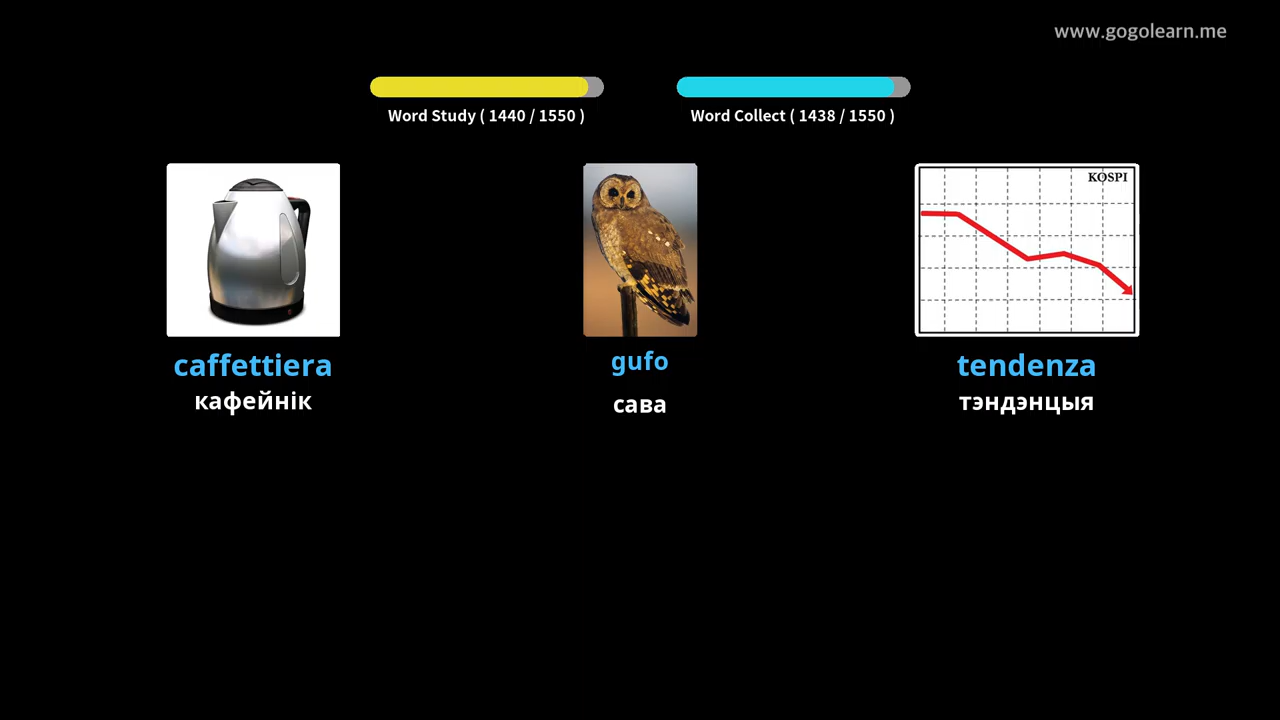 www.gogolearn.me
Word Study ( 1440 / 1550 )
Word Collect ( 1438 / 1550 )
KOSPI
caffettiera
gufo
tendenza
кафейнік
сава
тэндэнцыя